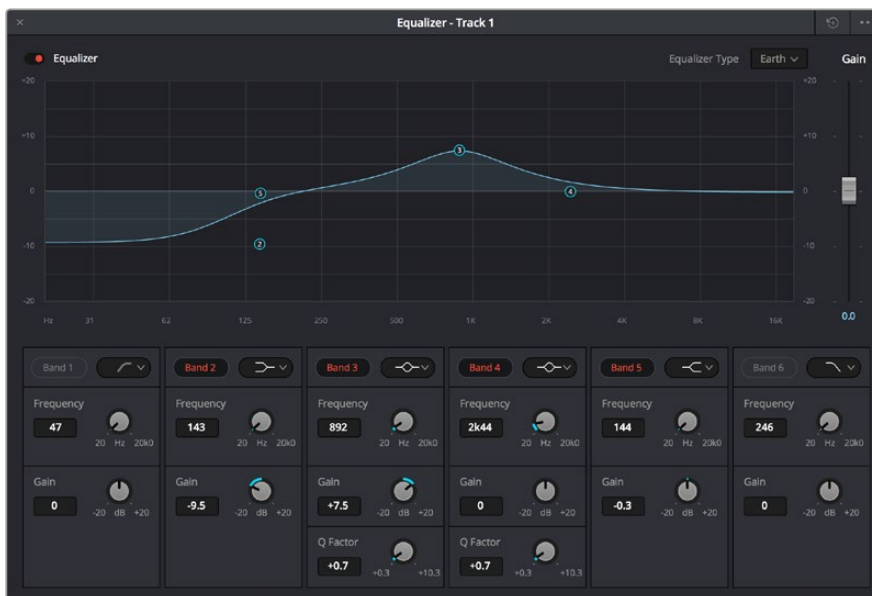 Equalizer - Track 1
Equalizer
Equalizer Type Earth Gain
+20 +20
+10 +10
0 0
-10 -10
-20 -20
5
3
4
2
Hz 31 62 125 250 500 1K 2K 4K 8K 16K
0.0
Band 1 Band 2 Band 3 Band 4 Band 5 Band 6
Frequency Frequency Frequency Frequency Frequency Frequency
47 143 892 2k44 144 246
20 Hz 20k0 20 Hz 20k0 20 Hz 20k0 20 Hz 20k0 20 Hz 20k0 20 Hz 20k0
Gain Gain Gain Gain Gain Gain
0 -9.5 +7.5 0 -0.3 0
-20 dB +20 -20 dB +20 -20 dB +20 -20 dB +20 -20 dB +20 -20 dB +20
Q Factor Q Factor
+0.7 +0.7
+0.3 +10.3 +0.3 +10.3